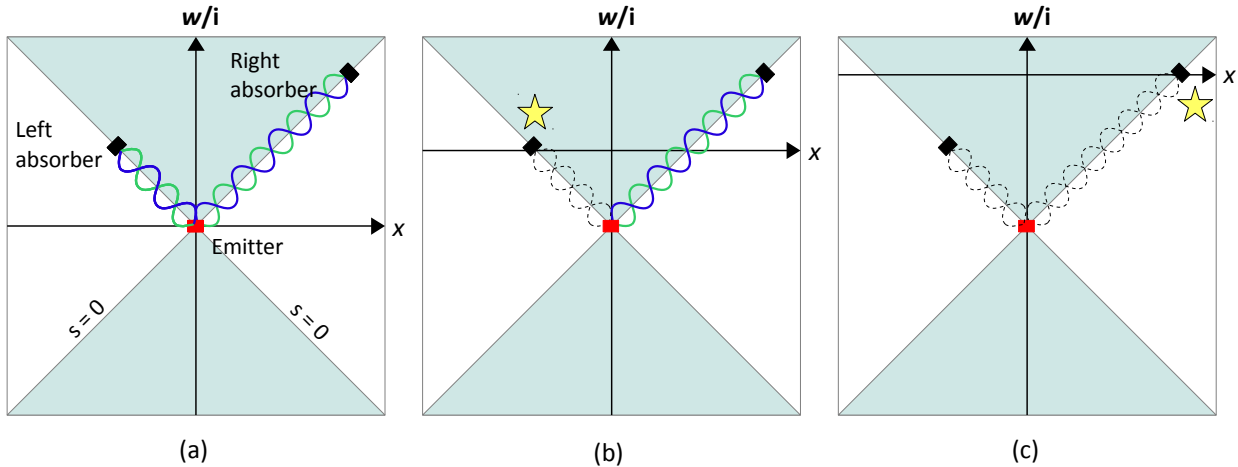 w/i
w/i
w/i
Right
absorber
Left
absorber
x
x
x
Emitter
s = 0
s = 0
(a)
(b)
(c)